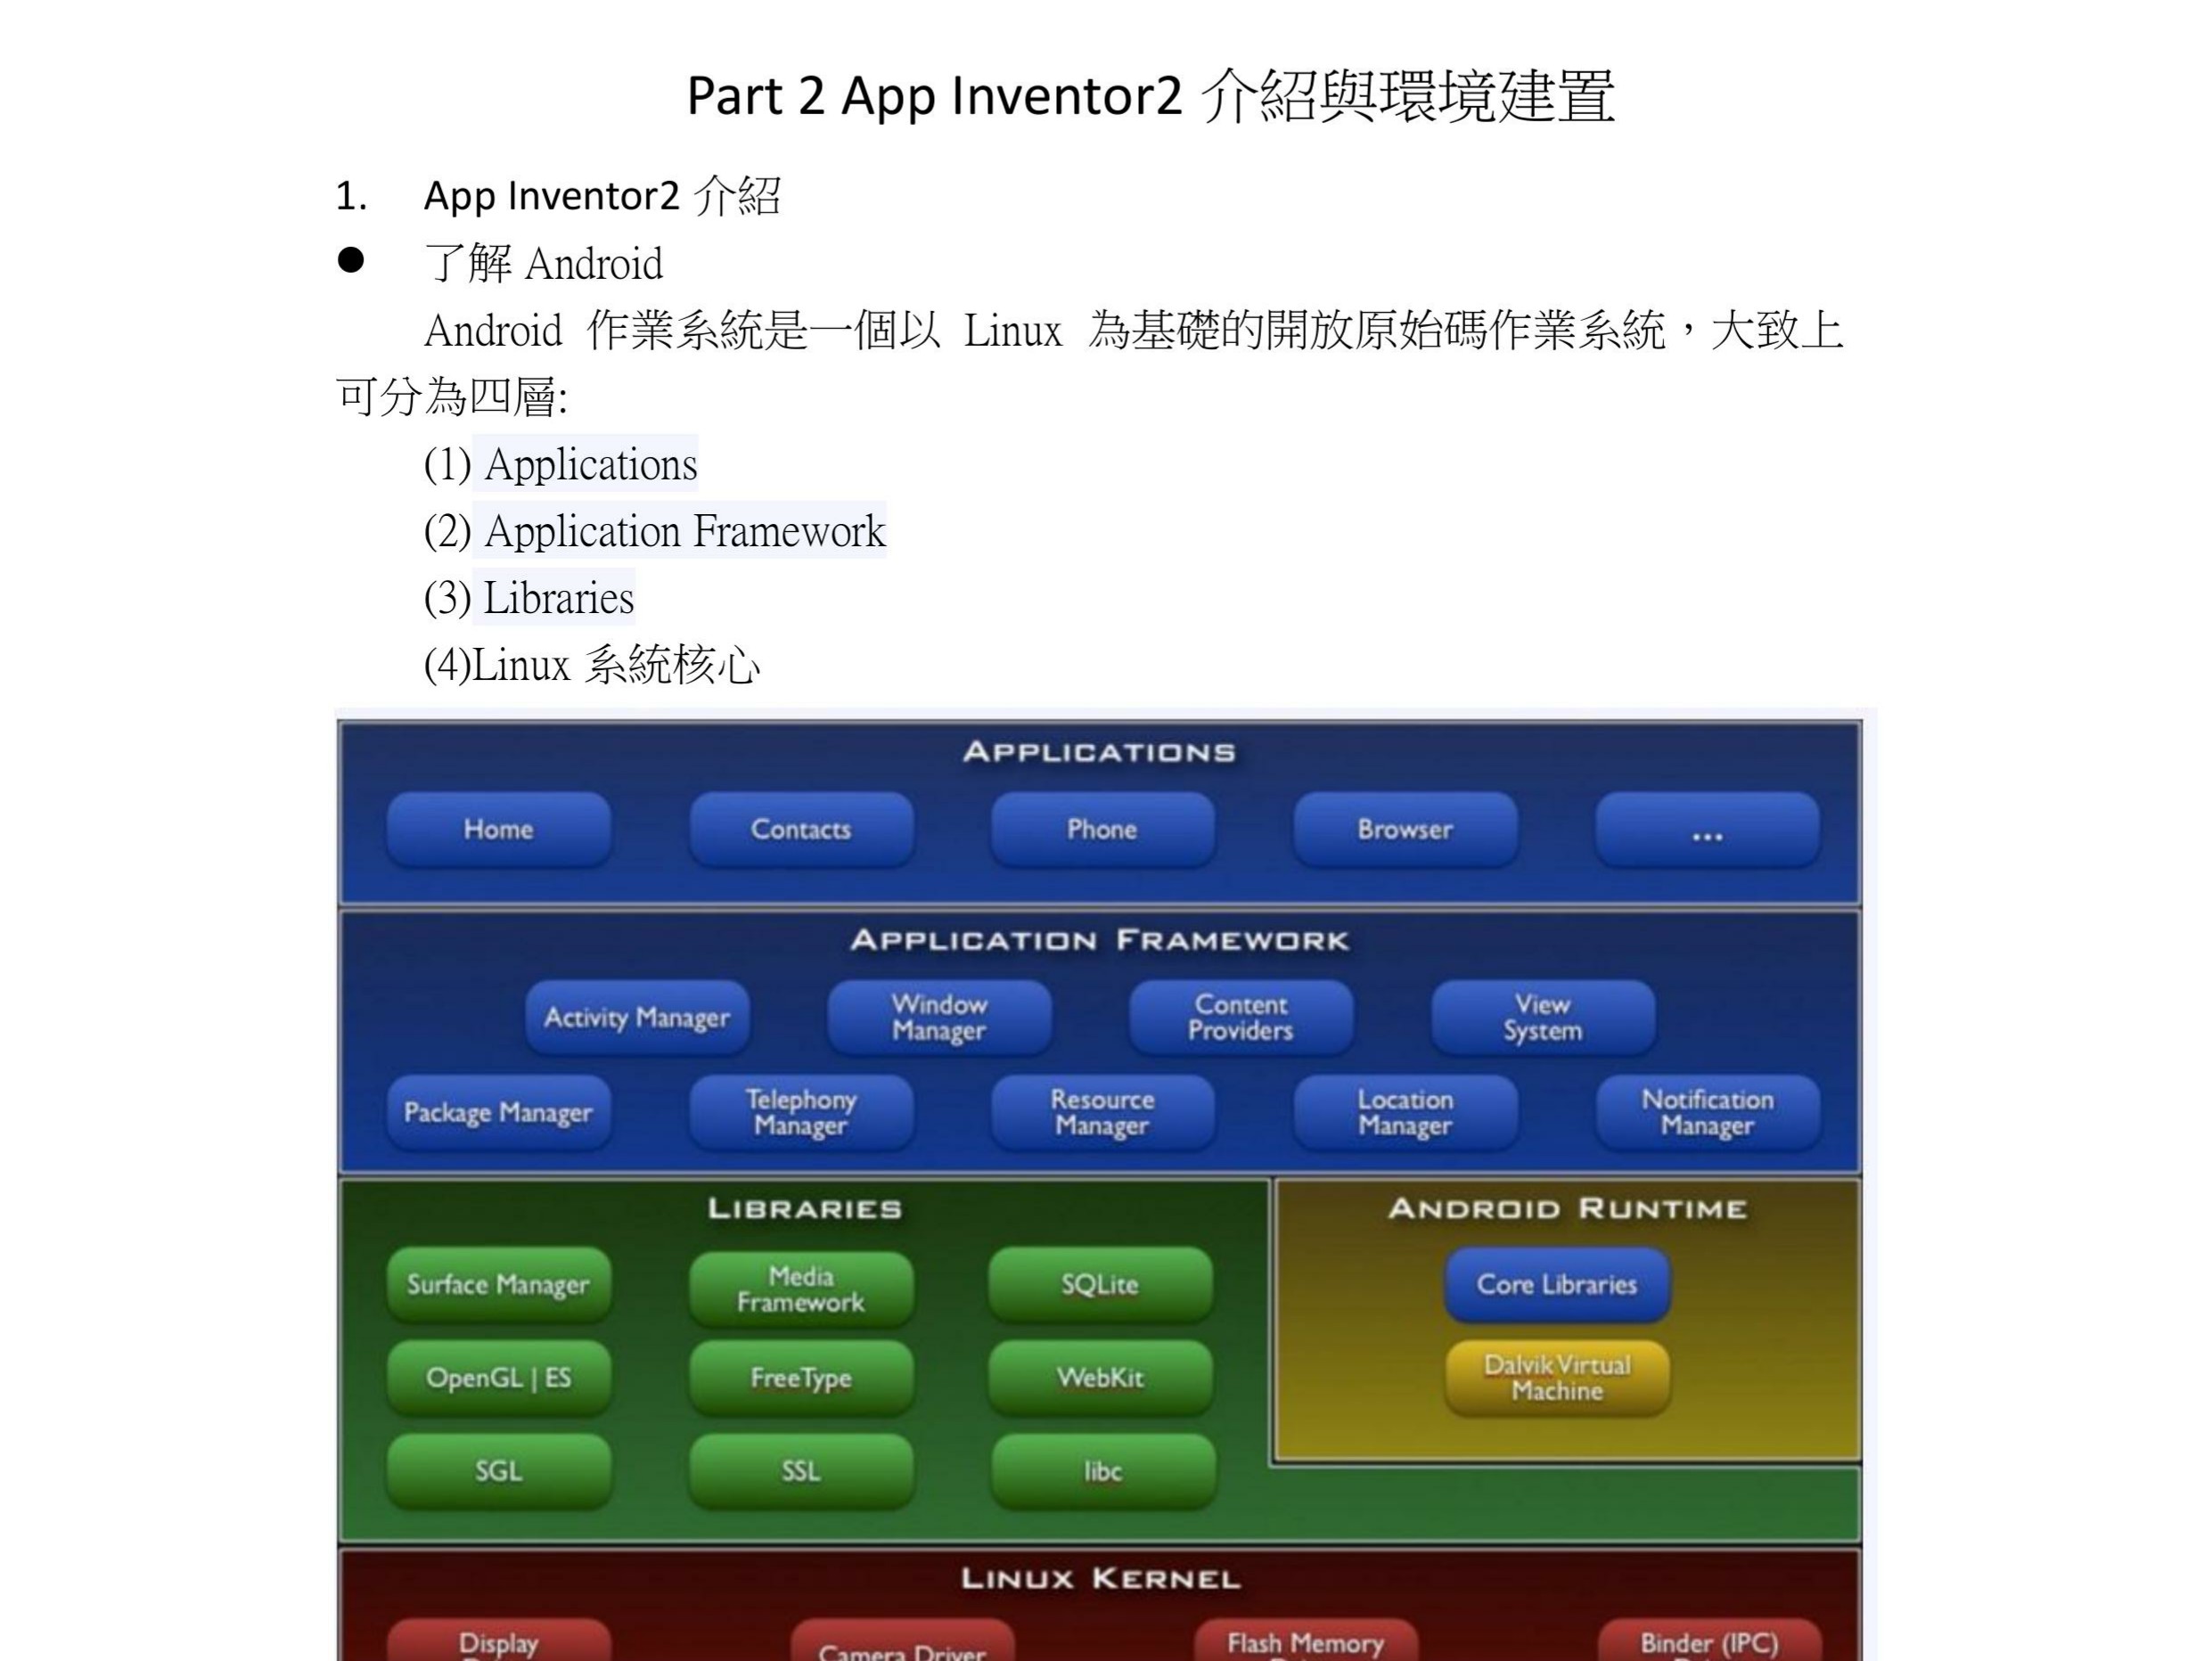 Part 2 App Inventor2 介紹與環境建置
1. App Inventor2 介紹
● 了解 Android
Android 作業系統是一個以 Linux 為基礎的開放原始碼作業系統，大致上
可分為四層:
(1) Applications
(2) Application Framework
(3) Libraries
(4)Linux 系統核心
APPLICATIONS
Home
Contacts
Phone
Browser
...
APPLICATION FRAMEWORK
Activity Manager
Window
Manager
Content
Providers
View
System
Package Manager
Telephony
Manager
Resource
Manager
Location
Manager
Notification
Manager
LIBRARIES
Surface Manager
Media
Framework
SQLite
OpenGL | ES
FreeType
WebKit
SGL
SSL
libc
ANDROID RUNTIME
Core Libraries
Dalvik Virtual
Machine
LINUX KERNEL
Display
Camera Driver
Flash Memory
Binder (IPC)